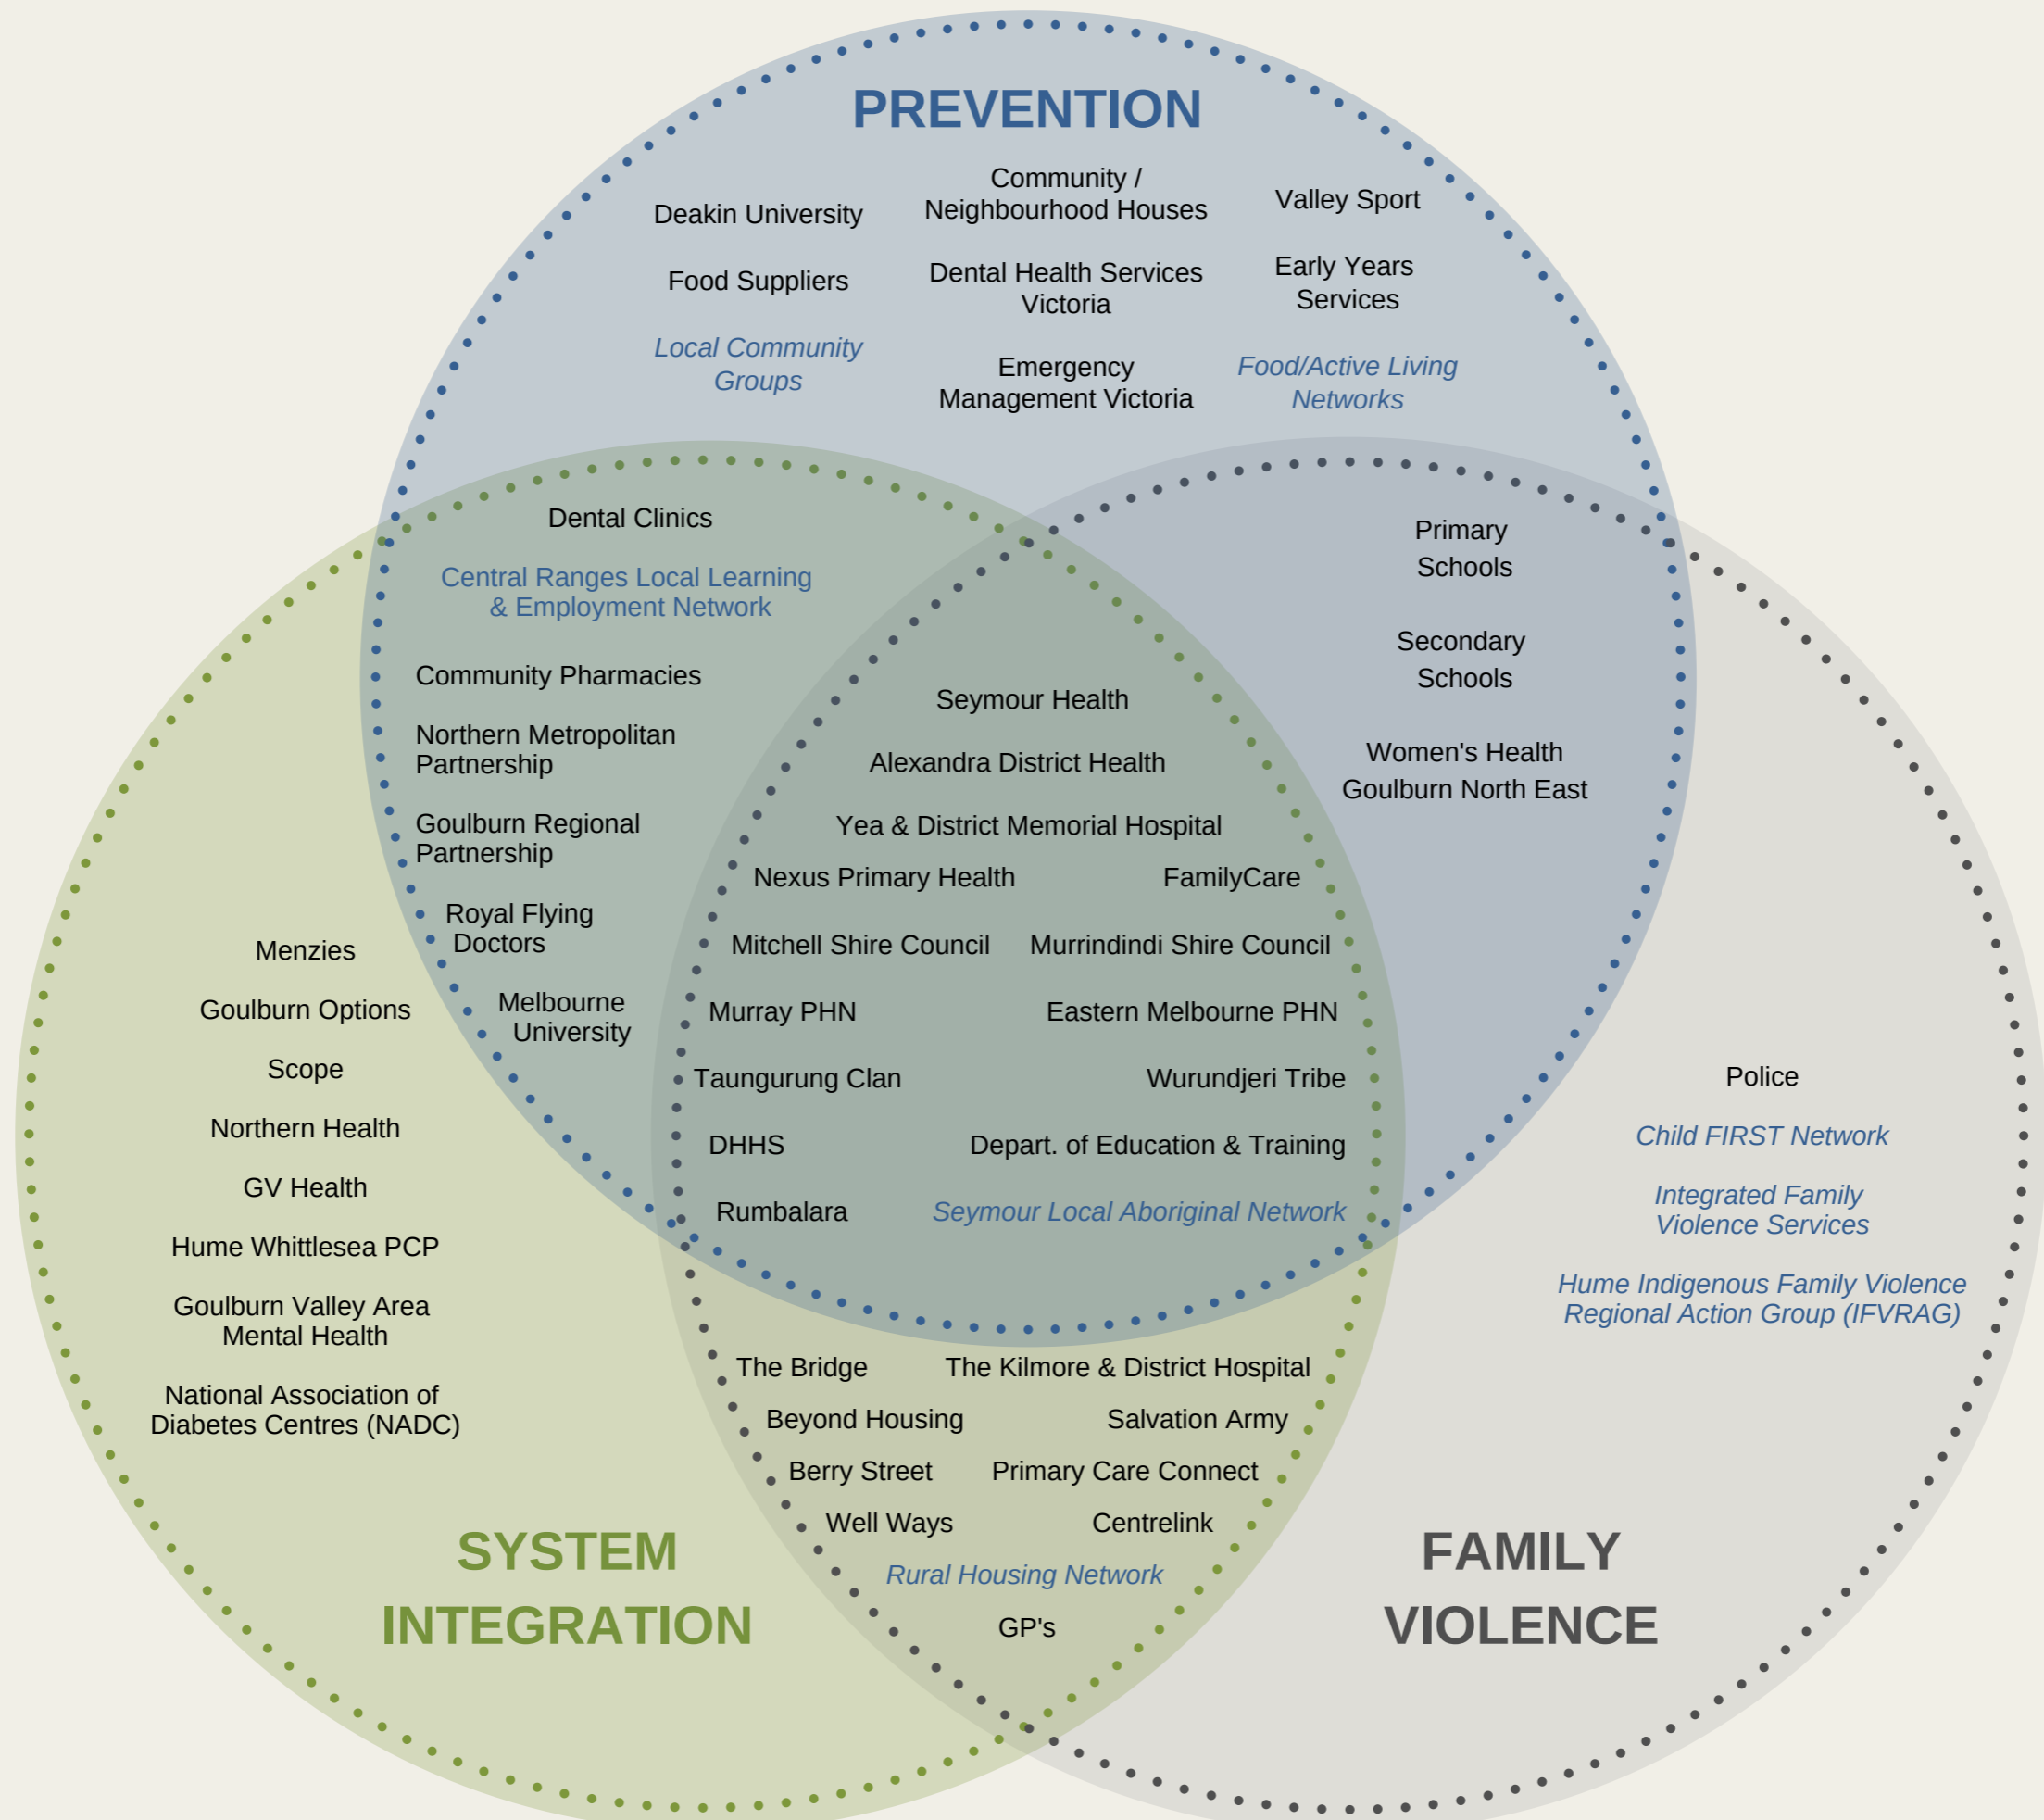 PREVENTION
Deakin University
Food Suppliers
Local Community
Groups
Community /
Neighbourhood Houses
Dental Health Services
Victoria
Emergency
Management Victoria
Valley Sport
Early Years
Services
Food/Active Living
Networks
Dental Clinics
Central Ranges Local Learning
& Employment Network
Community Pharmacies
Northern Metropolitan
Partnership
Goulburn Regional
Partnership
Royal Flying
Doctors
Melbourne
University
Primary
Schools
Secondary
Schools
Women's Health
Goulburn North East
Seymour Health
Alexandra District Health
Yea & District Memorial Hospital
Nexus Primary Health FamilyCare
Mitchell Shire Council Murrindindi Shire Council
Murray PHN Eastern Melbourne PHN
Taungurung Clan Wurundjeri Tribe
DHHS Depart. of Education & Training
Rumbalara Seymour Local Aboriginal Network
Menzies
Goulburn Options
Scope
Northern Health
GV Health
Hume Whittlesea PCP
Goulburn Valley Area
Mental Health
National Association of
Diabetes Centres (NADC)
Police
Child FIRST Network
Integrated Family
Violence Services
Hume Indigenous Family Violence
Regional Action Group (IFVRAG)
The Bridge The Kilmore & District Hospital
Beyond Housing Salvation Army
Berry Street Primary Care Connect
Well Ways Centrelink
Rural Housing Network
GP's
SYSTEM
INTEGRATION
FAMILY
VIOLENCE